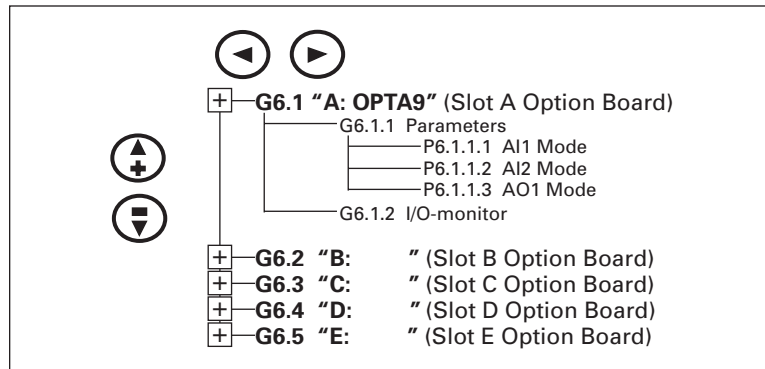 G6.1 “A: OPTA9” (Slot A Option Board)
G6.1.1 Parameters
P6.1.1.1 AI1 Mode
P6.1.1.2 AI2 Mode
P6.1.1.3 AO1 Mode
G6.1.2 I/O-monitor
G6.2 “B: ” (Slot B Option Board)
G6.3 “C: ” (Slot C Option Board)
G6.4 “D: ” (Slot D Option Board)
G6.5 “E: ” (Slot E Option Board)